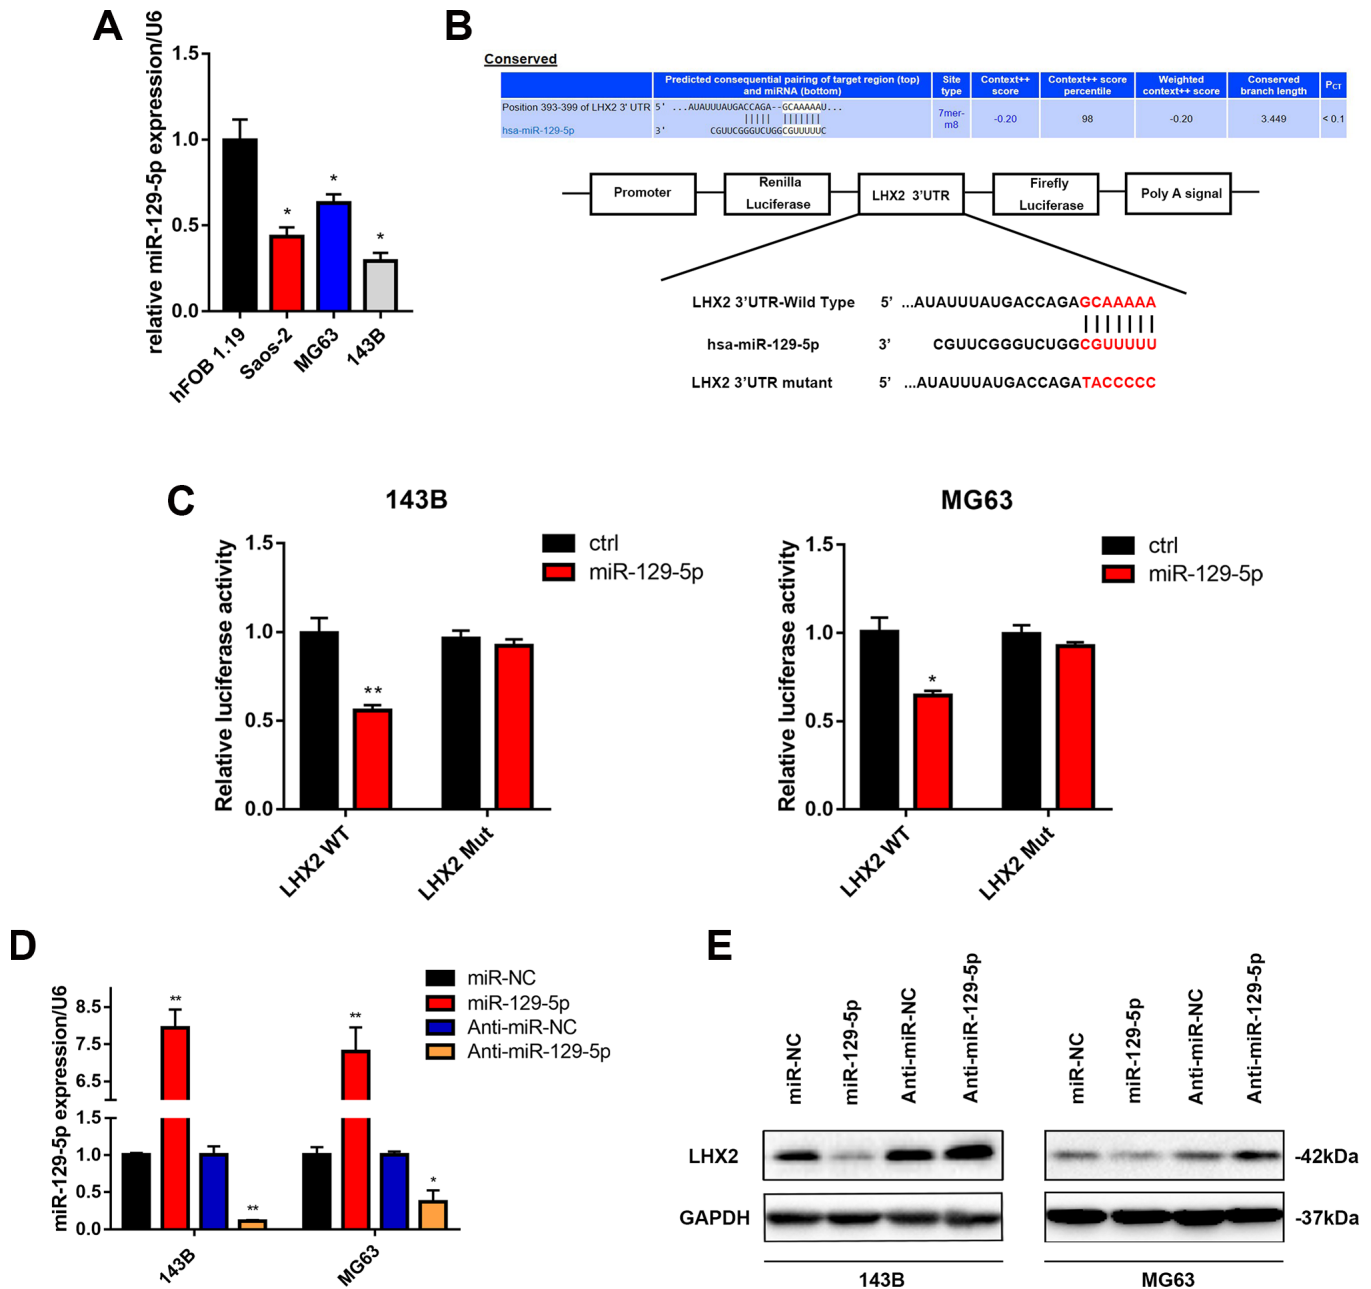 A
relative miR-129-5p expression/U6
1.5
1.0
0.5
0.0
*
*
*
hFOB 1.19
Saos-2
MG63
143B
B
Conserved
Predicted consequential pairing of target region (top) and miRNA (bottom)
Site type
Context++ score
Context++ score percentile
Weighted context++ score
Conserved branch length
PCT
Position 393-399 of LHX2 3' UTR 5' ...AUAUUUAUGACCAGA--GCAAAAAU...
hsa-miR-129-5p 3' CGUUCGGGUCUGGCGUUUUUC
7mer-m8
-0.20
98
-0.20
3.449
< 0.1
Promoter
Renilla Luciferase
LHX2 3'UTR
Firefly Luciferase
Poly A signal
LHX2 3'UTR-Wild Type 5' ...AUAUUUAUGACCAGAGCAAAAA
hsa-miR-129-5p 3' CGUUCGGGUCUGGCGUUUUU
LHX2 3'UTR mutant 5' ...AUAUUUAUGACCAGATACCCCC
C
143B
Relative luciferase activity
1.5
1.0
0.5
0.0
**
ctrl
miR-129-5p
LHX2 WT
LHX2 Mut
MG63
Relative luciferase activity
1.5
1.0
0.5
0.0
*
ctrl
miR-129-5p
LHX2 WT
LHX2 Mut
D
miR-129-5p expression/U6
8.5
7.5
6.5
1.5
1.0
0.5
0.0
**
**
**
*
miR-NC
miR-129-5p
Anti-miR-NC
Anti-miR-129-5p
143B
MG63
E
miR-NC
miR-129-5p
Anti-miR-NC
Anti-miR-129-5p
miR-NC
miR-129-5p
Anti-miR-NC
Anti-miR-129-5p
LHX2
-42kDa
GAPDH
-37kDa
143B
MG63